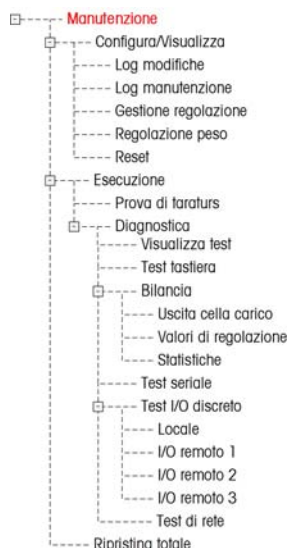 Manutenzione
Configura/Visualizza
Log modifiche
Log manutenzione
Gestione regolazione
Regolazione peso
Reset
Esecuzione
Prova di taraturs
Diagnostica
Visualizza test
Test tastiera
Bilancia
Uscita cella carico
Valori di regolazione
Statistiche
Test seriale
Test I/O discreto
Locale
I/O remoto 1
I/O remoto 2
I/O remoto 3
Test di rete
Ripristing totale